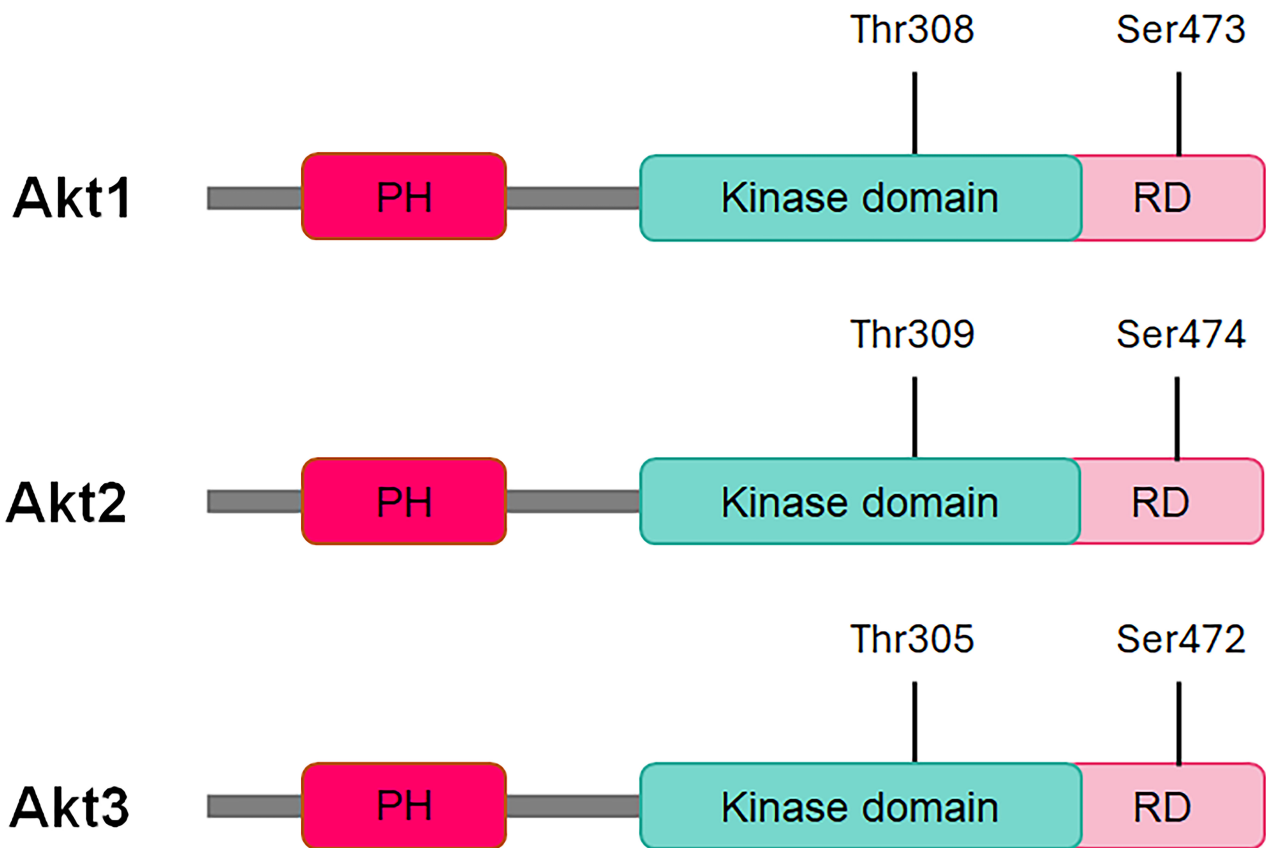 Thr308 Ser473
Akt1 PH Kinase domain RD
Thr309 Ser474
Akt2 PH Kinase domain RD
Thr305 Ser472
Akt3 PH Kinase domain RD